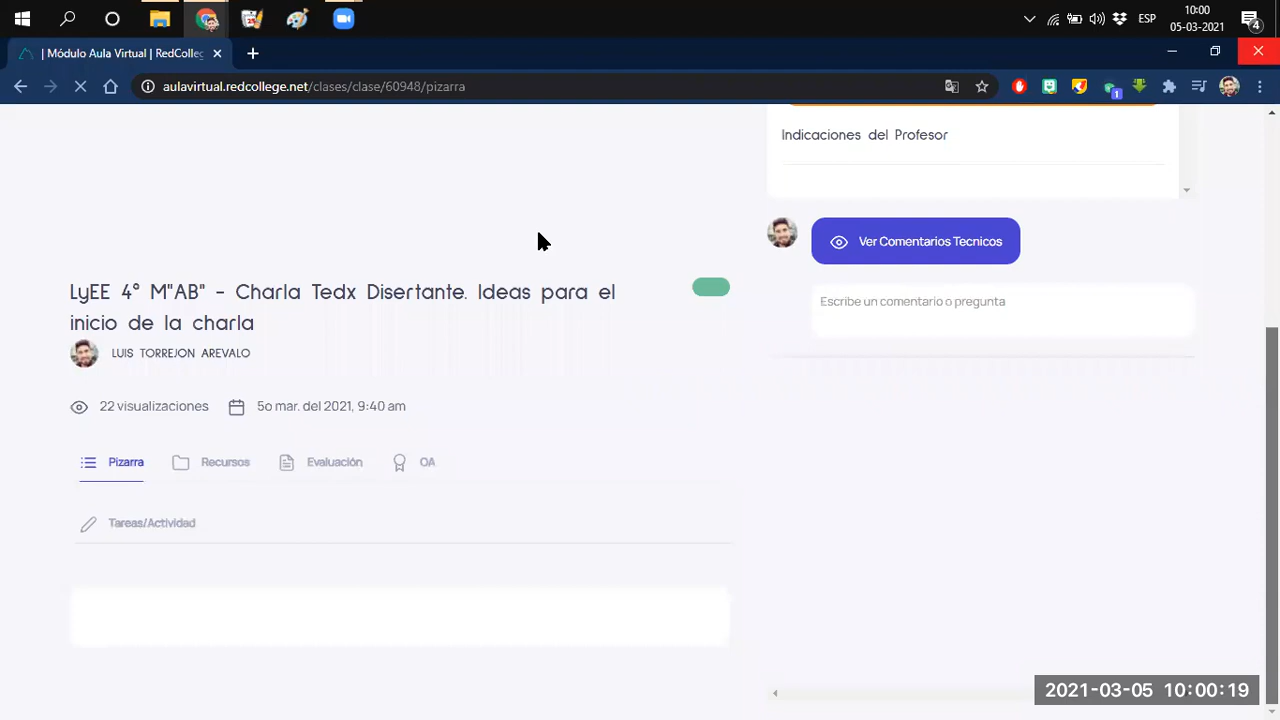 ESP
10:00
05-03-2021
4
| Módulo Aula Virtual | RedColleg
aulavirtual.redcollege.net/clases/clase/60948/pizarra
1
Indicaciones del Profesor
Ver Comentarios Tecnicos
Escribe un comentario o pregunta
LyEE 4° M"AB" - Charla Tedx Disertante. Ideas para el
inicio de la charla
LUIS TORREJON AREVALO
22 visualizaciones
5o mar. del 2021, 9:40 am
Pizarra
Recursos
Evaluación
OA
Tareas/Actividad
2021-03-05 10:00:19